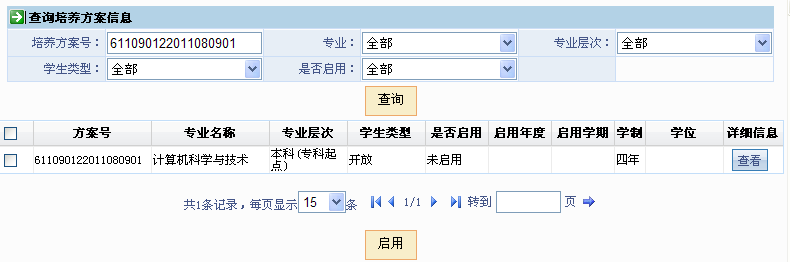 查询培养方案信息
培养方案号： 611090122011080901 专业： 全部 专业层次： 全部
学生类型： 全部 是否启用： 全部
查询
方案号 专业名称 专业层次 学生类型 是否启用 启用年度 启用学期 学制 学位 详细信息
611090122011080901 计算机科学与技术 本科(专科起点) 开放 未启用 四年 查看
共1条记录，每页显示 15 条 1/1 转到 页
启用